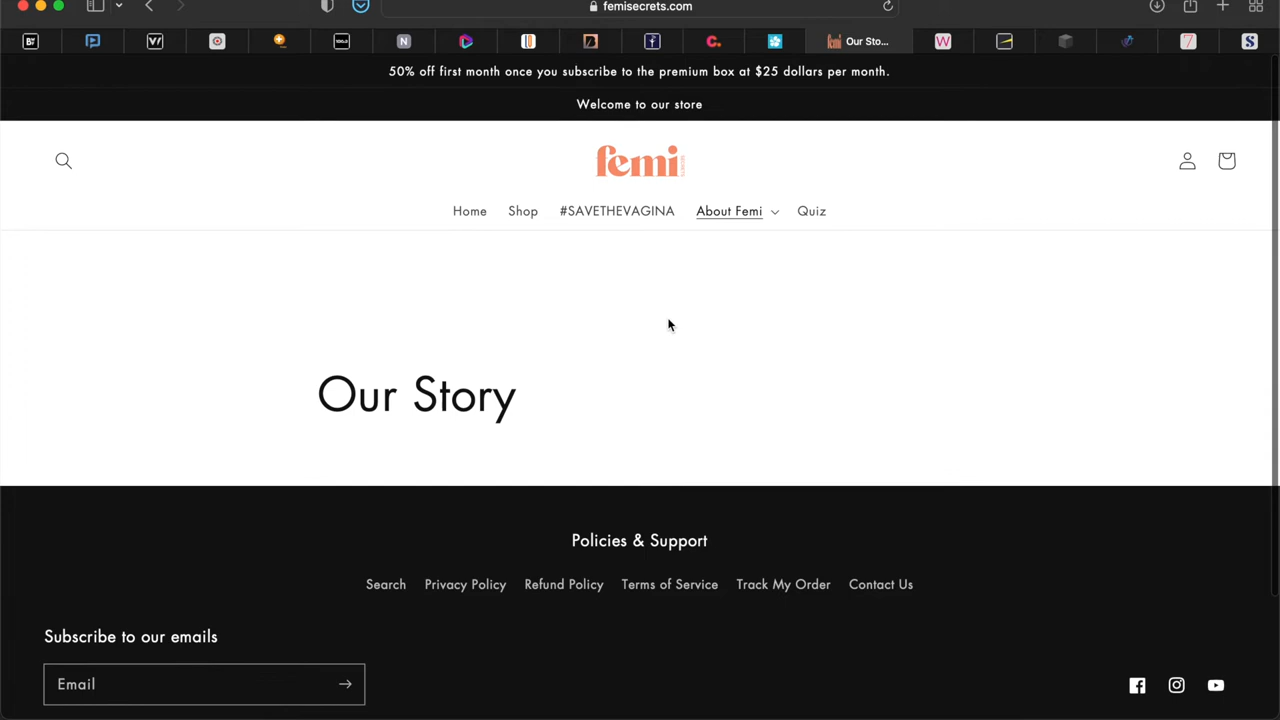 femisecrets.com
Our Sto...
50% off first month once you subscribe to the premium box at $25 dollars per month.
Welcome to our store
femi
Home Shop #SAVETHEVAGINA About Femi Quiz
Our Story
Policies & Support
Search Privacy Policy Refund Policy Terms of Service Track My Order Contact Us
Subscribe to our emails
Email